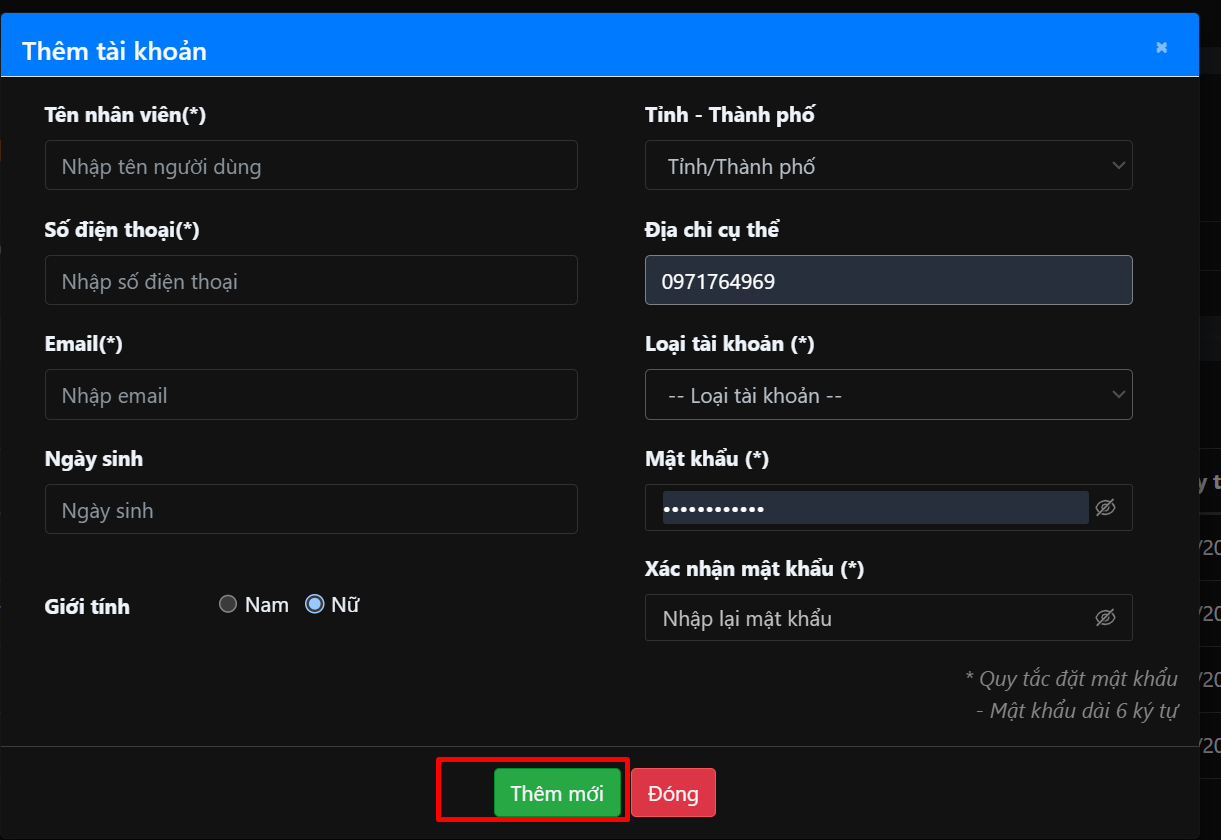 Thêm tài khoản
Tên nhân viên(*)
Nhập tên người dùng
Số điện thoại(*)
Nhập số điện thoại
Email(*)
Nhập email
Ngày sinh
Ngày sinh
Giới tính
Nam
Nữ
Tỉnh - Thành phố
Tỉnh/Thành phố
Địa chỉ cụ thể
0971764969
Loại tài khoản (*)
-- Loại tài khoản --
Mật khẩu (*)
••••••••••••
Xác nhận mật khẩu (*)
Nhập lại mật khẩu
* Quy tắc đặt mật khẩu
- Mật khẩu dài 6 ký tự
Thêm mới
Đóng